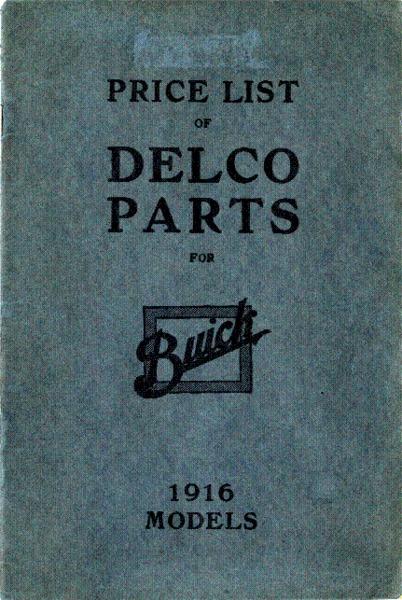 PRICE LIST
OF
DELCO
PARTS
FOR
Buick
1916
MODELS